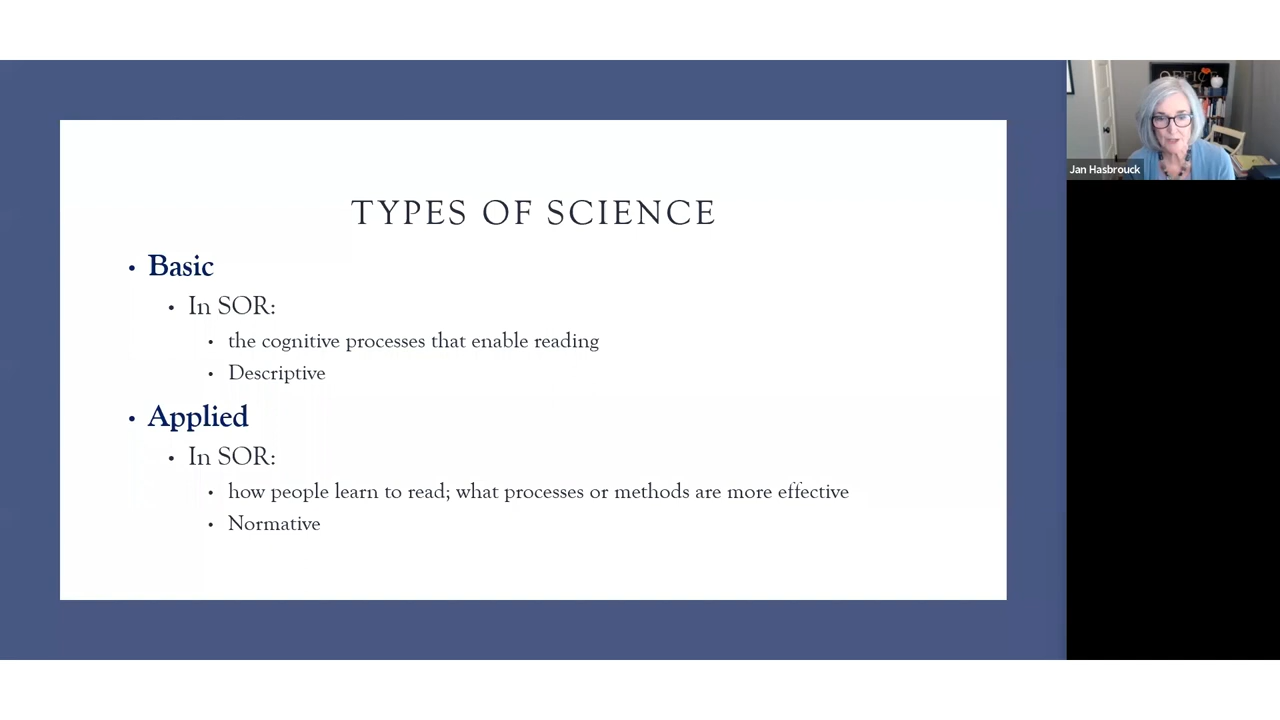 TYPES OF SCIENCE
• Basic
• In SOR:
• the cognitive processes that enable reading
• Descriptive
• Applied
• In SOR:
• how people learn to read; what processes or methods are more effective
• Normative
OFFICE
Jan Hasbrouck